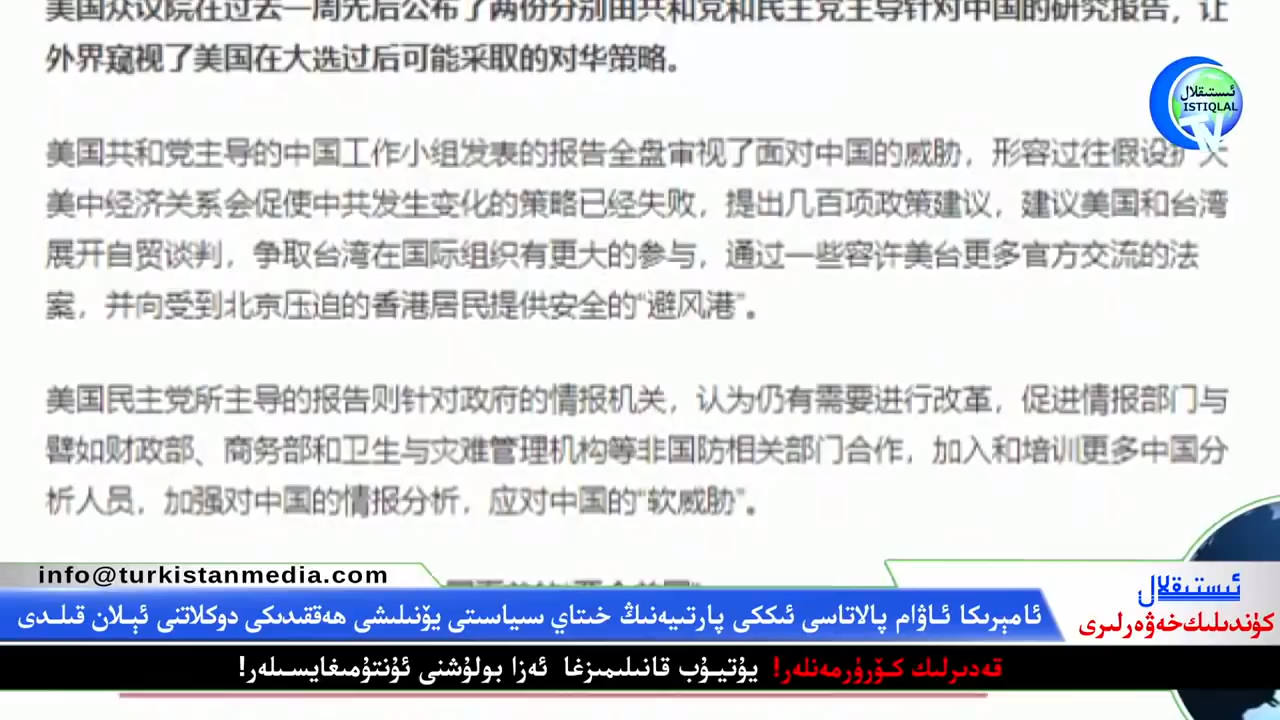 美国众议院在过去一周先后公布了两份分别由共和党和民主党主导针对中国的研究报告，让
外界窥视了美国在大选过后可能采取的对华策略。
ئىستىقلال
ISTIQLAL
TV
美国共和党主导的中国工作小组发表的报告全盘审视了面对中国的威胁，形容过往假设扩大
美中经济关系会促使中共发生变化的策略已经失败，提出几百项政策建议，建议美国和台湾
展开自贸谈判，争取台湾在国际组织有更大的参与，通过一些容许美台更多官方交流的法
案，并向受到北京压迫的香港居民提供安全的“避风港”。
美国民主党所主导的报告则针对政府的情报机关，认为仍有需要进行改革，促进情报部门与
譬如财政部、商务部和卫生与灾难管理机构等非国防相关部门合作，加入和培训更多中国分
析人员，加强对中国的情报分析，应对中国的“软威胁”。
info@turkistanmedia.com
ئىستىقلال
كۈندىلىك خەۋەرلىرى
ئامېرىكا ئاۋام پالاتاسى ئىككى پارتىيەنىڭ خىتاي سىياسىتى يۆنىلىشى ھەققىدىكى دوكلاتنى ئېلان قىلدى
قەدىرلىك كۆرۈرمەنلەر! يۇتيۇب قانىلىمىزغا ئەزا بولۇشنى ئۇنتۇمىغايسىلەر!